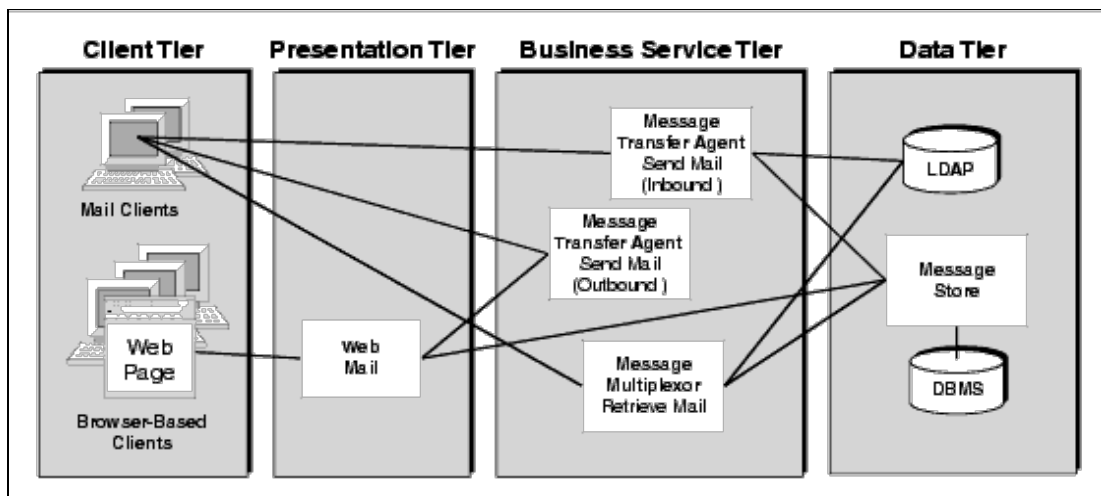 Client Tier
Presentation Tier
Business Service Tier
Data Tier
Mail Clients
Web
Page
Browser-Based
Clients
Web
Mail
Message
Transfer Agent
Send Mail
(Inbound )
Message
Transfer Agent
Send Mail
(Outbound )
Message
Multiplexor
Retrieve Mail
LDAP
Message
Store
DBMS